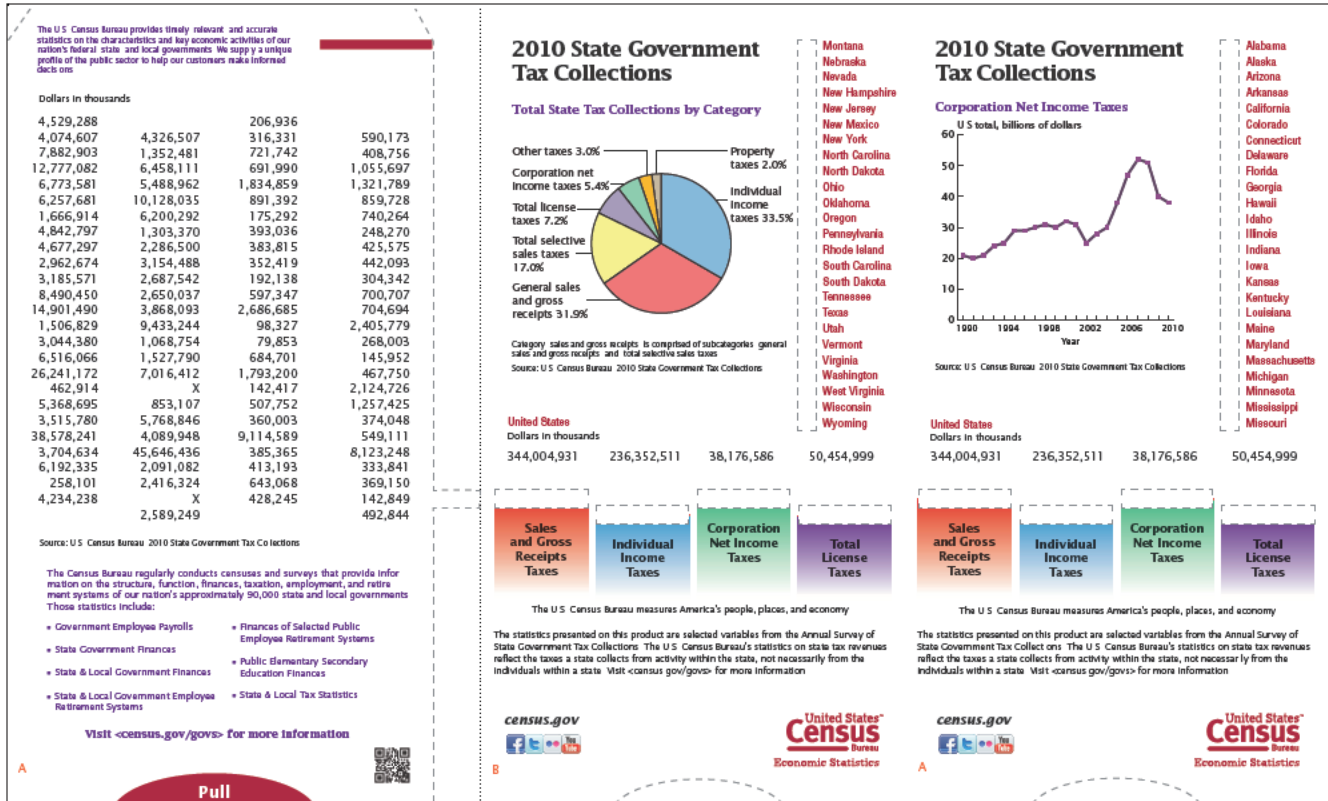 The U S Census Bureau provides timely relevant and accurate
statistics on the characteristics and key economic activities of our
nation's federal state and local governments We supp y a unique
profile of the public sector to help our customers make informed
decis ons
Dollars in thousands
4,529,288 206,936
4,074,607 4,326,507 316,331 590,173
7,882,903 1,352,481 721,742 408,756
12,777,082 6,458,111 691,990 1,055,697
6,773,581 5,488,962 1,834,859 1,321,789
6,257,681 10,128,035 891,392 859,728
1,666,914 6,200,292 175,292 740,264
4,842,797 1,303,370 393,036 248,270
4,677,297 2,286,500 383,815 425,575
2,962,674 3,154,488 352,419 442,093
3,185,571 2,687,542 192,138 304,342
8,490,450 2,650,037 597,347 700,707
14,901,490 3,868,093 2,686,685 704,694
1,506,829 9,433,244 98,327 2,405,779
3,044,380 1,068,754 79,853 268,003
6,516,066 1,527,790 684,701 145,952
26,241,172 7,016,412 1,793,200 467,750
462,914 X 142,417 2,124,726
5,368,695 853,107 507,752 1,257,425
3,515,780 5,768,846 360,003 374,048
38,578,241 4,089,948 9,114,589 549,111
3,704,634 45,646,436 385,365 8,123,248
6,192,335 2,091,082 413,193 333,841
258,101 2,416,324 643,068 369,150
4,234,238 X 428,245 142,849
2,589,249 492,844
Source: U S Census Bureau 2010 State Government Tax Co lections
The Census Bureau regularly conducts censuses and surveys that provide infor
mation on the structure, function, finances, taxation, employment, and retire
ment systems of our nation's approximately 90,000 state and local governments
Those statistics include:
• Government Employee Payrolls
• State Government Finances
• State & Local Government Finances
• State & Local Government Employee
Retirement Systems
• Finances of Selected Public
Employee Retirement Systems
• Public Elementary Secondary
Education Finances
• State & Local Tax Statistics
Visit <census.gov/govs> for more information
A
Pull
2010 State Government
Tax Collections
Total State Tax Collections by Category
Other taxes 3.0%
Corporation net
income taxes 5.4%
Total license
taxes 7.2%
Total selective
sales taxes
17.0%
General sales
and gross
receipts 31.9%
Property
taxes 2.0%
Individual
income
taxes 33.5%
Category sales and gross receipts is comprised of subcategories general
sales and gross receipts and total selective sales taxes
Source: U S Census Bureau 2010 State Government Tax Collections
Montana
Nebraska
Nevada
New Hampshire
New Jersey
New Mexico
New York
North Carolina
North Dakota
Ohio
Oklahoma
Oregon
Pennsylvania
Rhode Island
South Carolina
South Dakota
Tennessee
Texas
Utah
Vermont
Virginia
Washington
West Virginia
Wisconsin
Wyoming
United States
Dollars in thousands
344,004,931 236,352,511 38,176,586 50,454,999
Sales
and Gross
Receipts
Taxes
Individual
Income
Taxes
Corporation
Net Income
Taxes
Total
License
Taxes
The U S Census Bureau measures America's people, places, and economy
The statistics presented on this product are selected variables from the Annual Survey of
State Government Tax Collections The U S Census Bureau's statistics on state tax revenues
reflect the taxes a state collects from activity within the state, not necessarily from the
individuals within a state Visit <census gov/govs> for more information
census.gov
You
Tube
United States™
Census
Bureau
Economic Statistics
B
2010 State Government
Tax Collections
Corporation Net Income Taxes
U S total, billions of dollars
60
50
40
30
20
10
0
1990 1994 1998 2002 2006 2010
Year
Source: U S Census Bureau 2010 State Government Tax Collections
Alabama
Alaska
Arizona
Arkansas
California
Colorado
Connecticut
Delaware
Florida
Georgia
Hawaii
Idaho
Illinois
Indiana
Iowa
Kansas
Kentucky
Louisiana
Maine
Maryland
Massachusetts
Michigan
Minnesota
Mississippi
Missouri
United States
Dollars in thousands
344,004,931 236,352,511 38,176,586 50,454,999
Sales
and Gross
Receipts
Taxes
Individual
Income
Taxes
Corporation
Net Income
Taxes
Total
License
Taxes
The U S Census Bureau measures America's people, places, and economy
The statistics presented on this product are selected variables from the Annual Survey of
State Government Tax Collect ons The U S Census Bureau's statistics on state tax revenues
reflect the taxes a state collects from activity within the state, not necessar ly from the
individuals within a state Visit <census gov/govs> for more information
census.gov
You
Tube
United States™
Census
Bureau
Economic Statistics
A